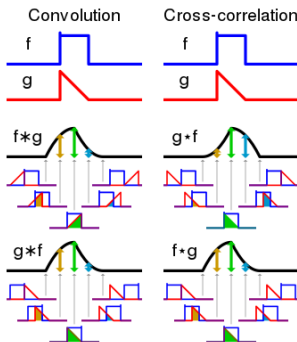 Convolution Cross-correlation
f f
g g
f∗g g⋆f
g∗f f⋆g